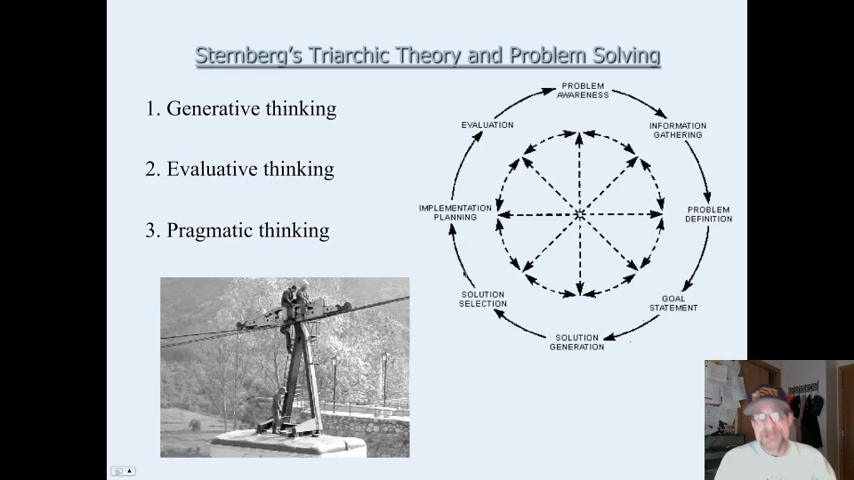 Sternberg's Triarchic Theory and Problem Solving
1. Generative thinking
2. Evaluative thinking
3. Pragmatic thinking
PROBLEM
AWARENESS
INFORMATION
GATHERING
PROBLEM
DEFINITION
GOAL
STATEMENT
SOLUTION
GENERATION
SOLUTION
SELECTION
IMPLEMENTATION
PLANNING
EVALUATION